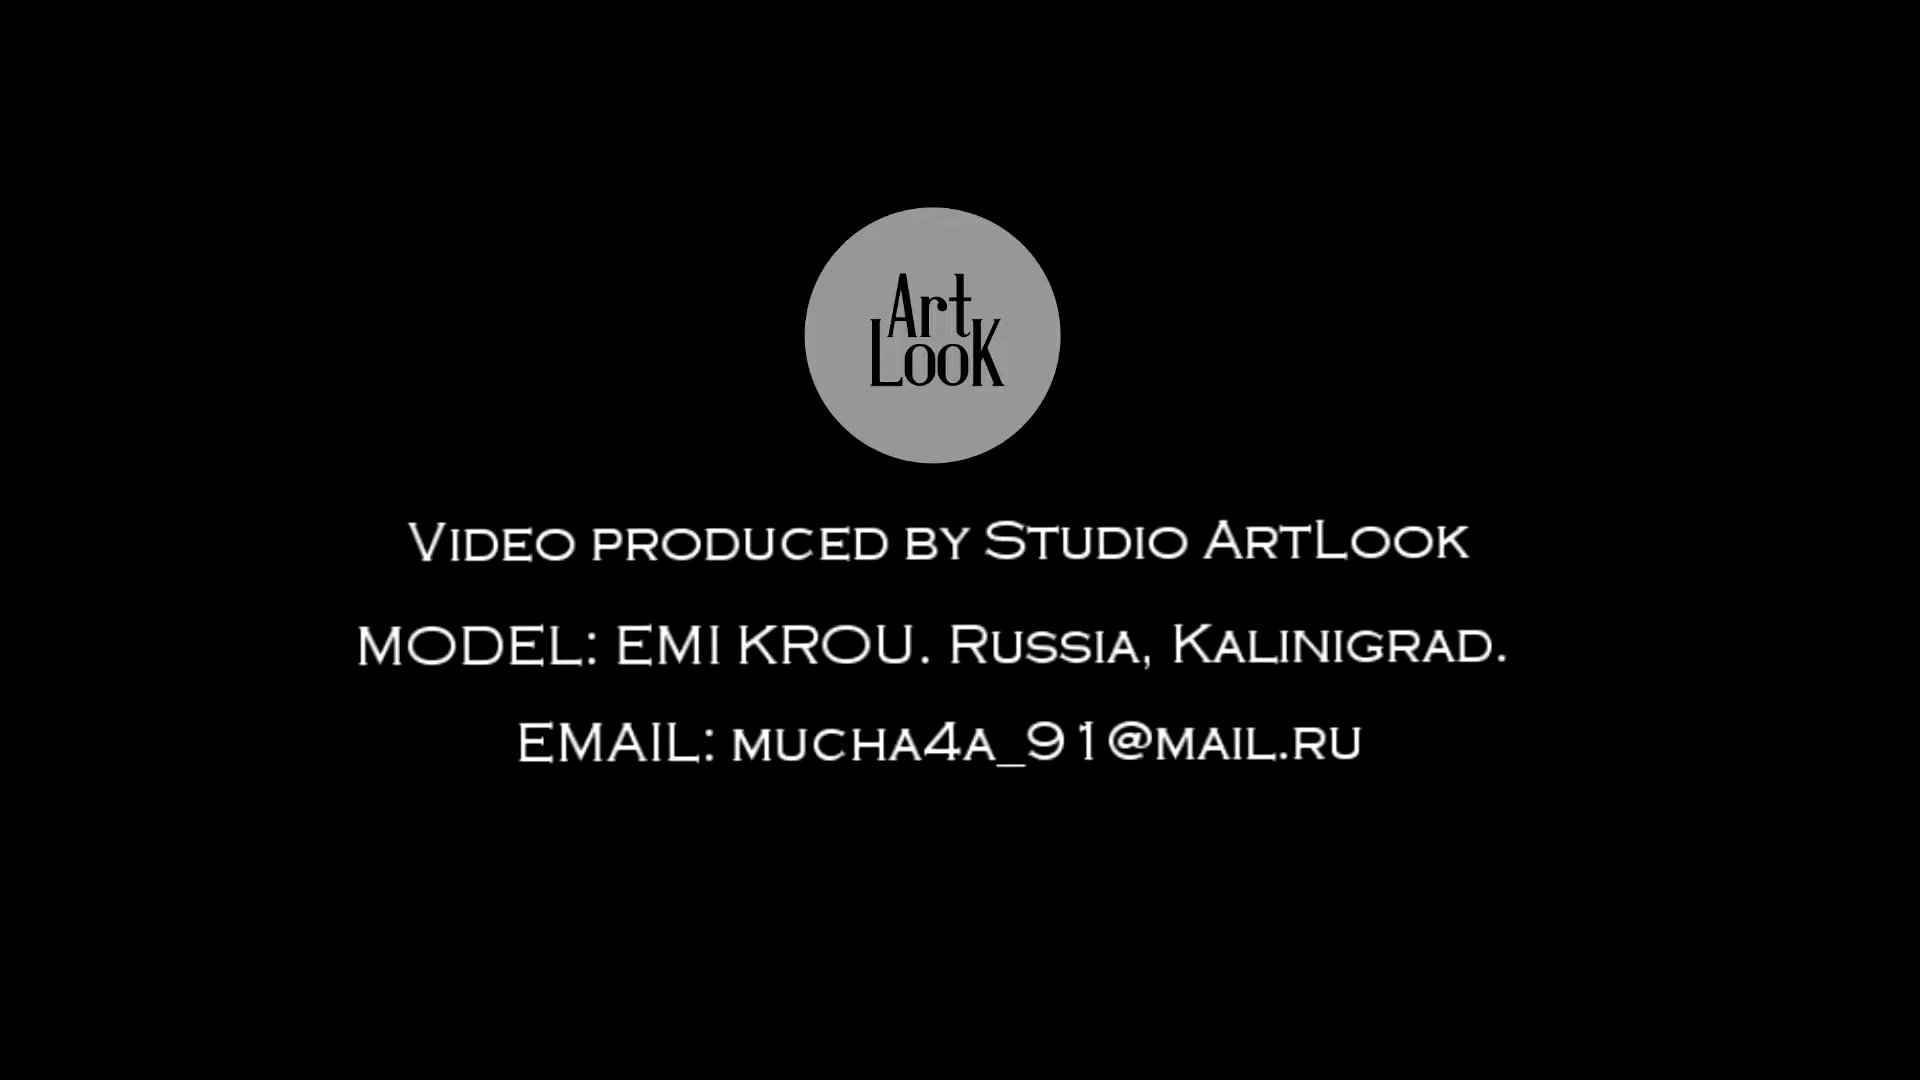 Art
LooK
Video produced by Studio ArtLook
MODEL: EMI KROU. Russia, Kalinigrad.
EMAIL: mucha4a_91@mail.ru